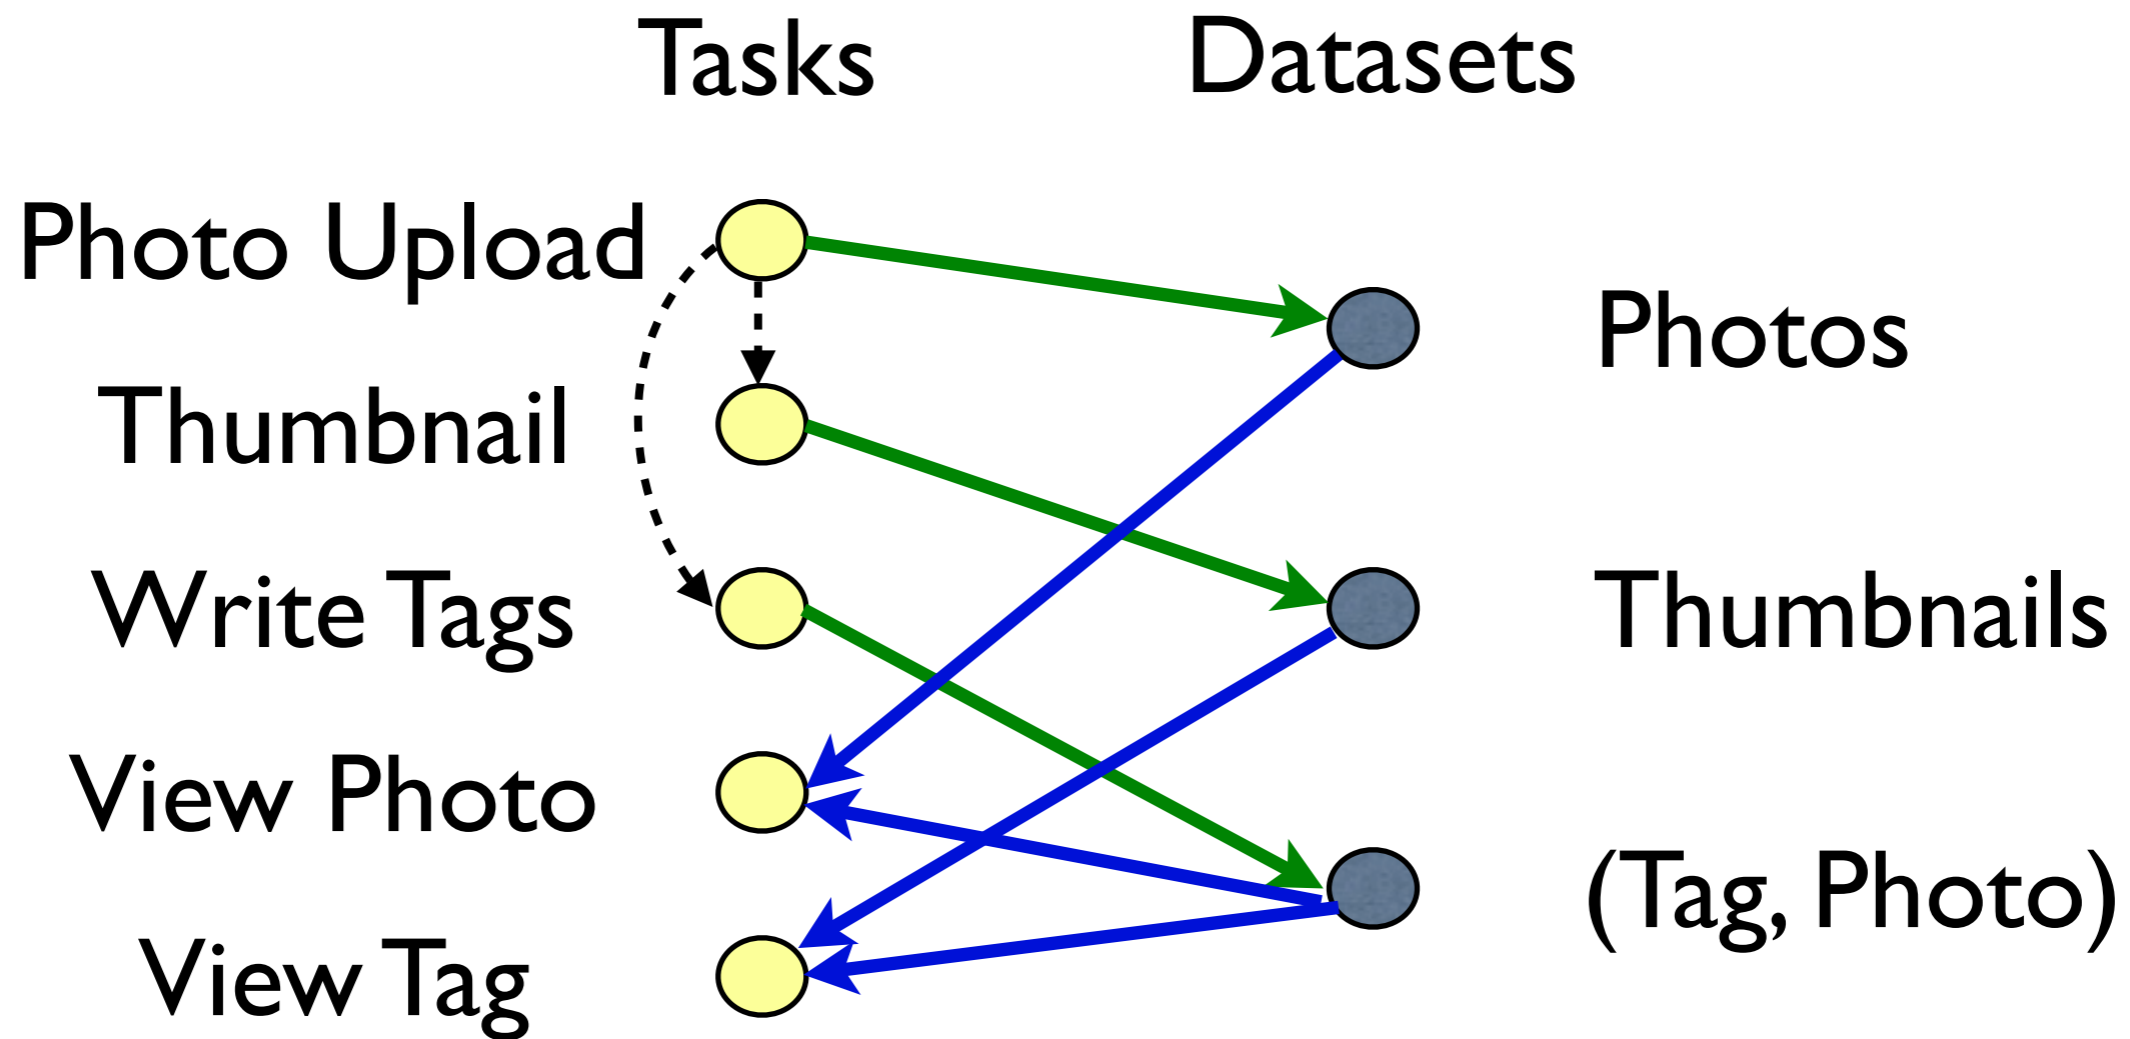 Tasks
Datasets
Photo Upload
Photos
Thumbnail
Write Tags
Thumbnails
View Photo
(Tag, Photo)
View Tag